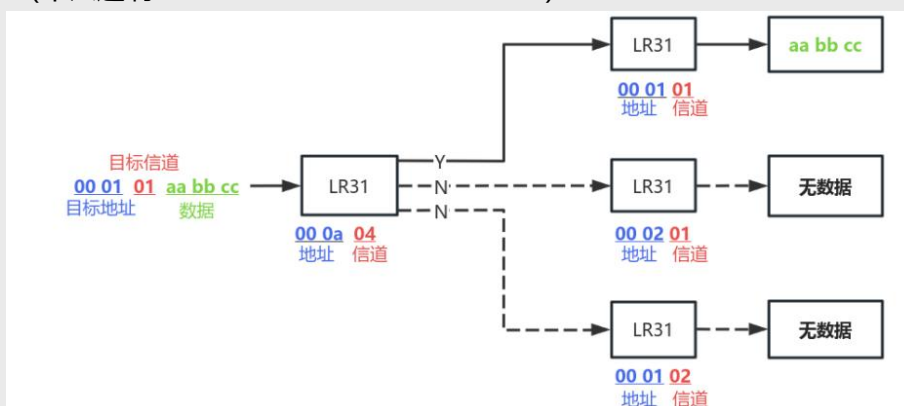 LR31
aa bb cc
00 01 01
地址 信道
目标信道
00 01 01 aa bb cc
目标地址 数据
LR31
Y
N
N
00 0a 04
地址 信道
LR31
无数据
00 02 01
地址 信道
LR31
无数据
00 01 02
地址 信道